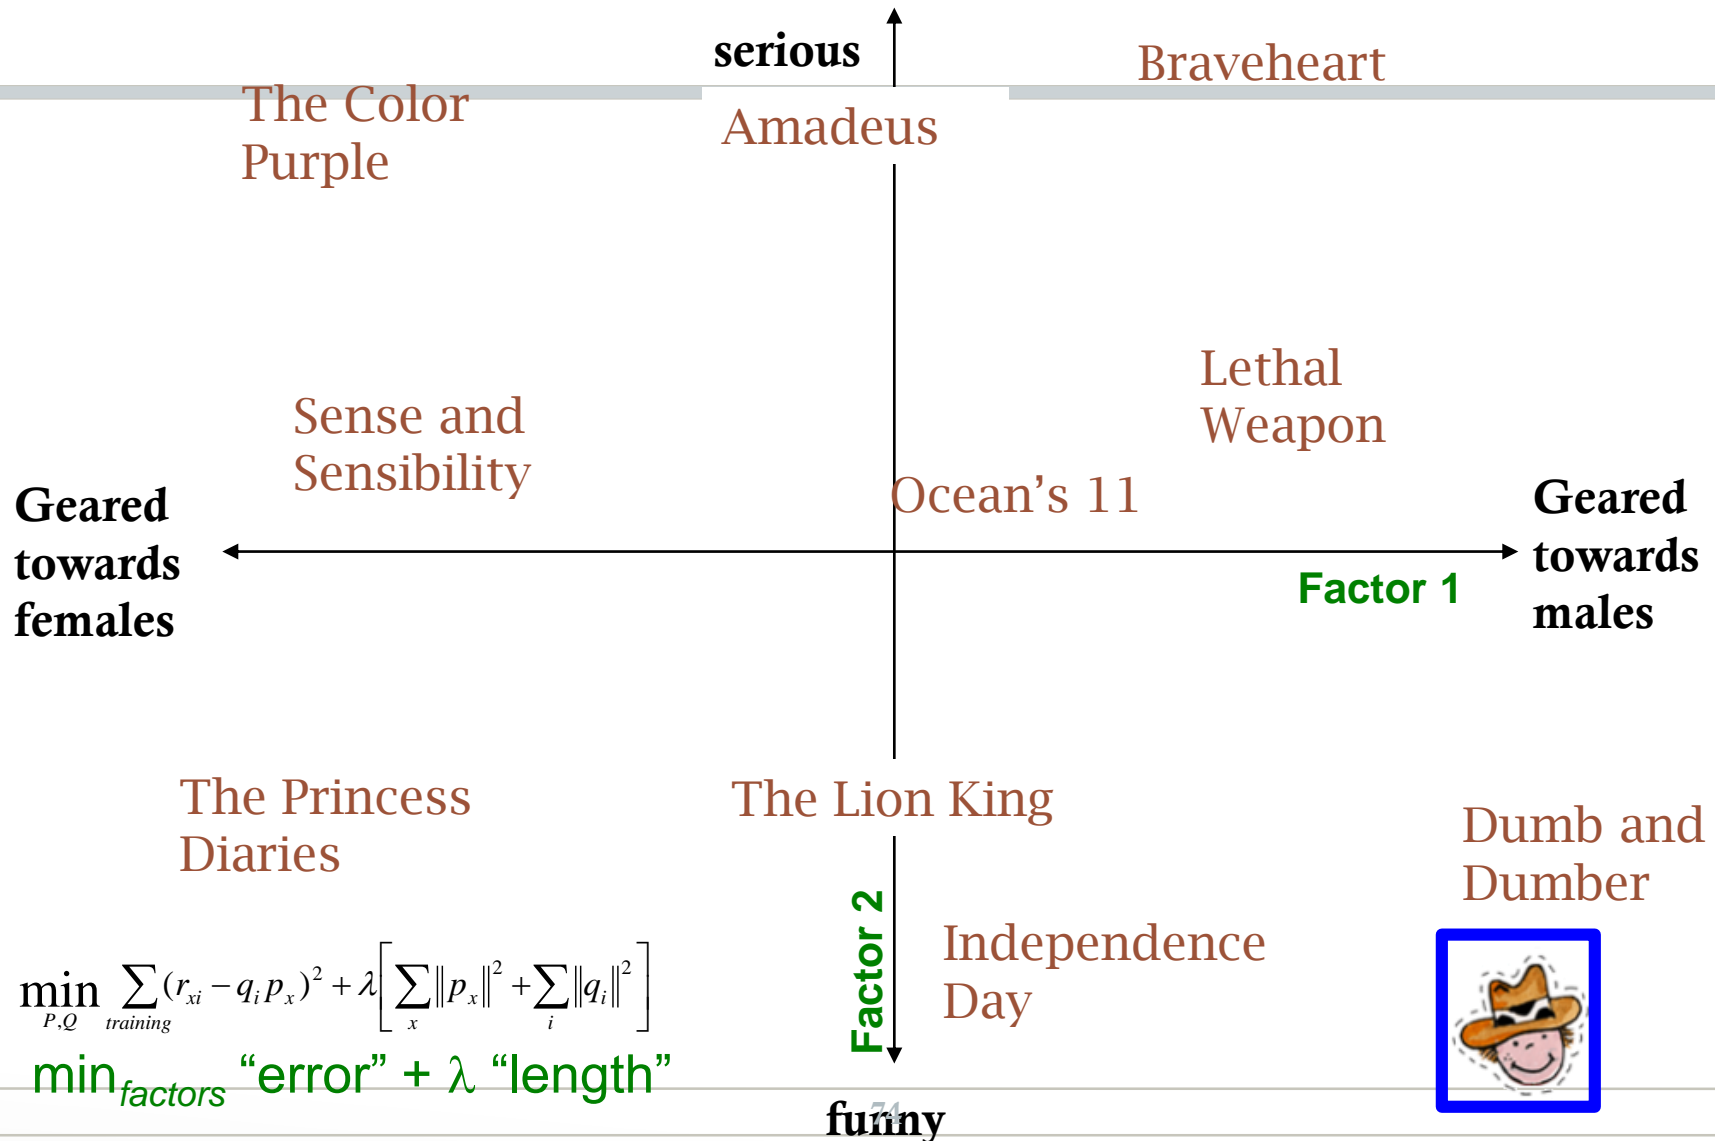 serious
Braveheart
The Color
Purple
Amadeus
Lethal
Weapon
Sense and
Sensibility
Ocean’s 11
Geared
towards
females
Geared
towards
males
Factor 1
The Princess
Diaries
The Lion King
Dumb and
Dumber
Factor 2
Independence
Day
min_{P,Q} ∑_{training} (r_{xi} − q_i p_x)^2 + λ[∑_x ‖p_x‖^2 + ∑_i ‖q_i‖^2]
min_{factors} “error” + λ “length”
funny
74